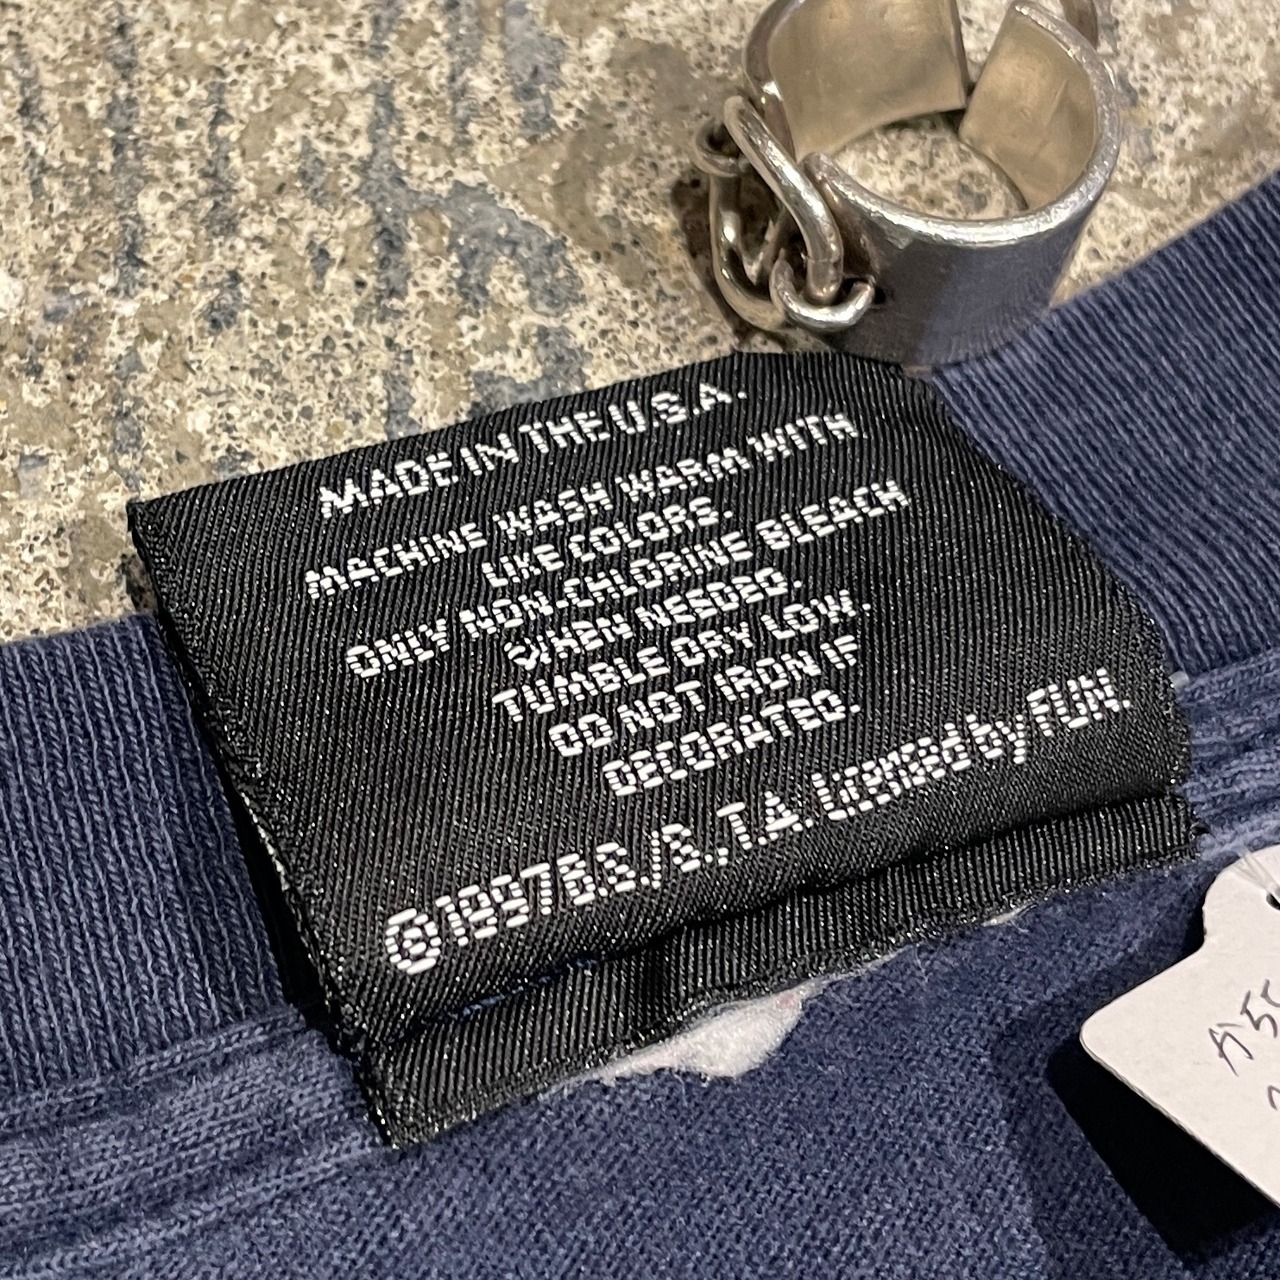 MADE IN THE U.S.A.
MACHINE WASH WARM WITH
LIKE COLORS.
ONLY NON-CHLORINE BLEACH
WHEN NEEDED.
TUMBLE DRY LOW.
DO NOT IRON IF
DECORATED.
©1997 B.S./S.,T.A. Licensed by FUN.